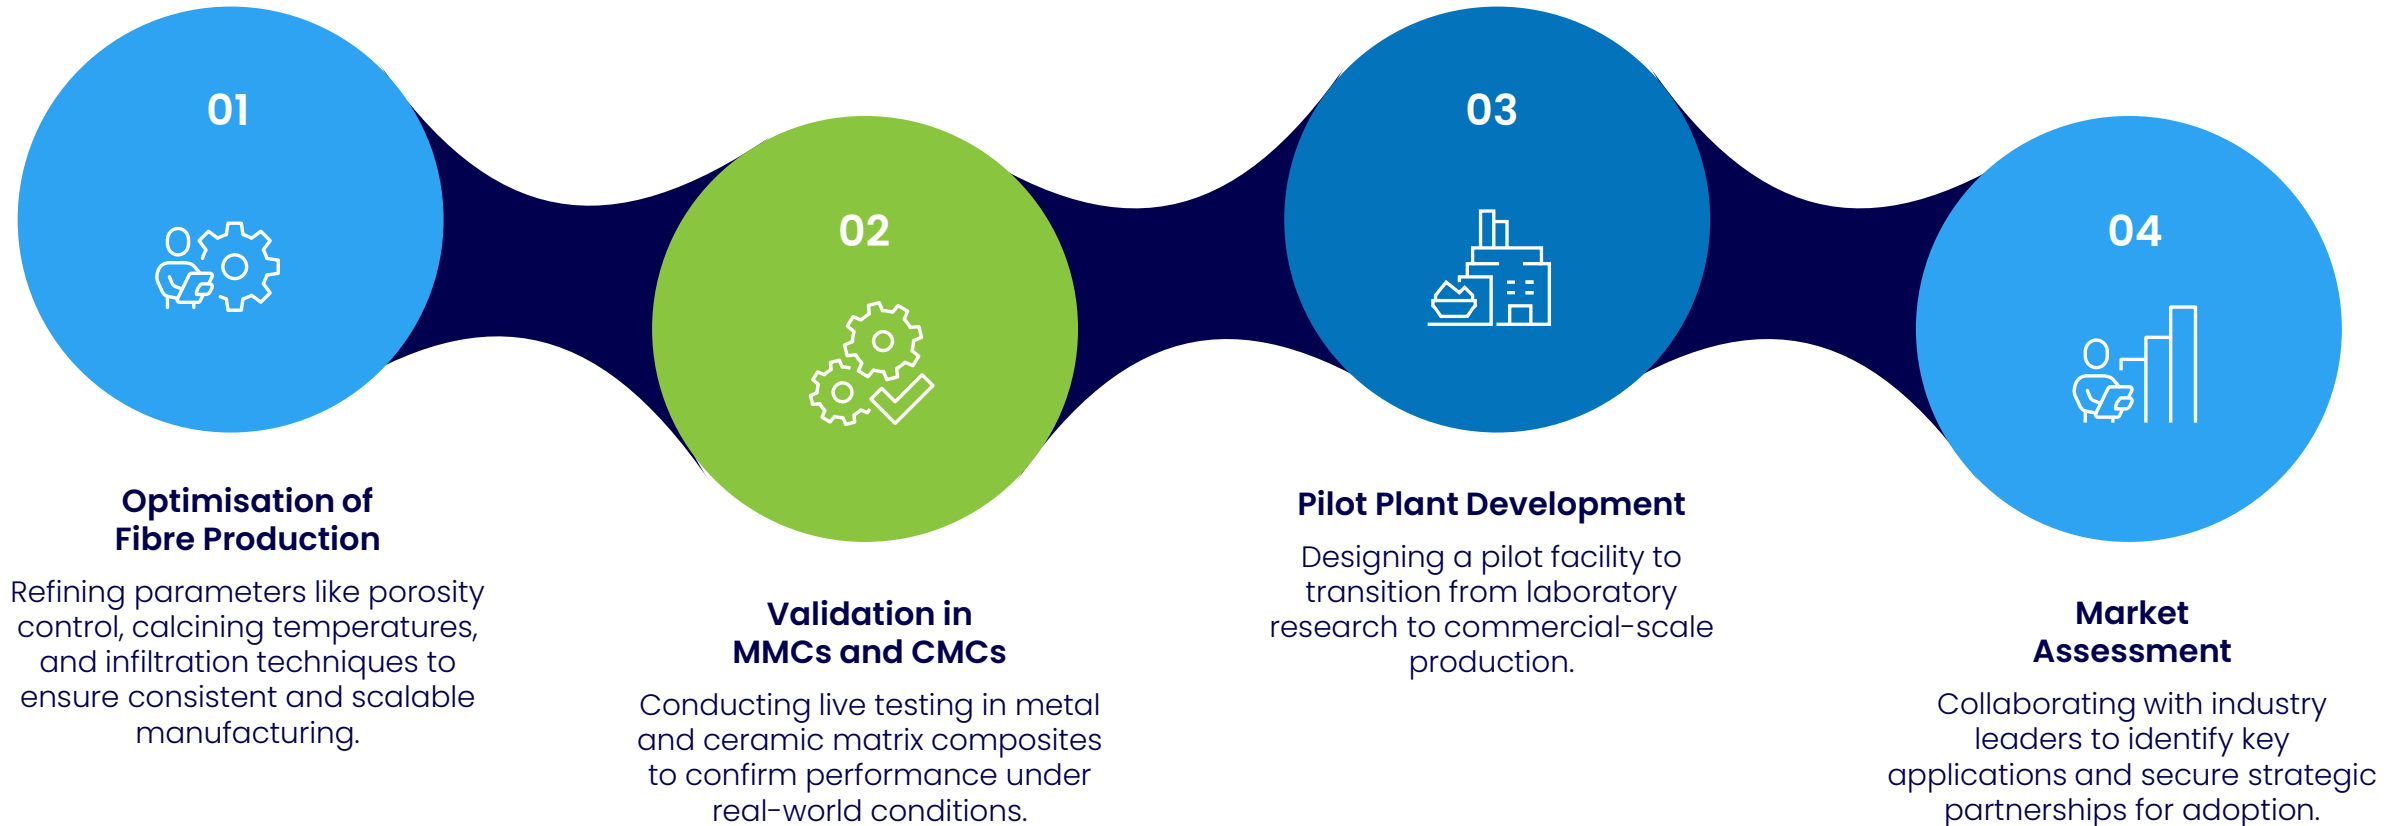 01
Optimisation of
Fibre Production
Refining parameters like porosity
control, calcining temperatures,
and infiltration techniques to
ensure consistent and scalable
manufacturing.
02
Validation in
MMCs and CMCs
Conducting live testing in metal
and ceramic matrix composites
to confirm performance under
real-world conditions.
03
Pilot Plant Development
Designing a pilot facility to
transition from laboratory
research to commercial-scale
production.
04
Market
Assessment
Collaborating with industry
leaders to identify key
applications and secure strategic
partnerships for adoption.